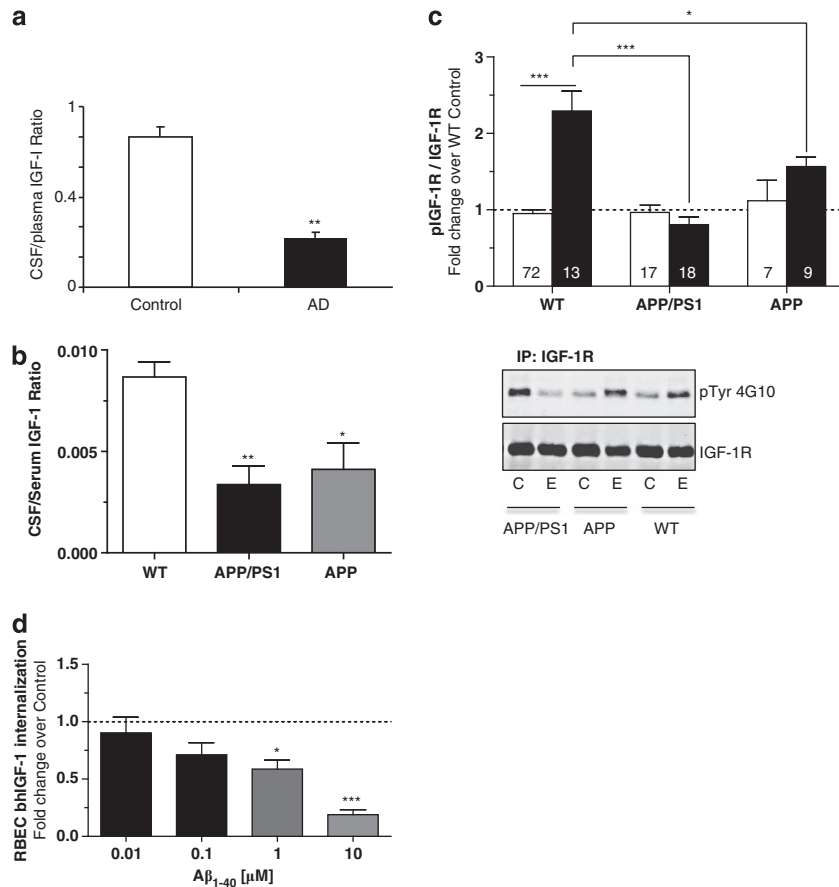 a
CSF/plasma IGF-I Ratio
1
0.4
0
**
Control
AD
b
CSF/Serum IGF-1 Ratio
0.010
0.005
0.000
**
*
WT
APP/PS1
APP
c
pIGF-1R / IGF-1R
Fold change over WT Control
3
2
1
0
***
***
*
72
13
17
18
7
9
WT
APP/PS1
APP
IP: IGF-1R
pTyr 4G10
IGF-1R
C E C E C E
APP/PS1 APP WT
d
RBEC bhIGF-1 internalization
Fold change over Control
1.5
1.0
0.5
0.0
*
***
0.01
0.1
1
10
Aβ1-40 [μM]